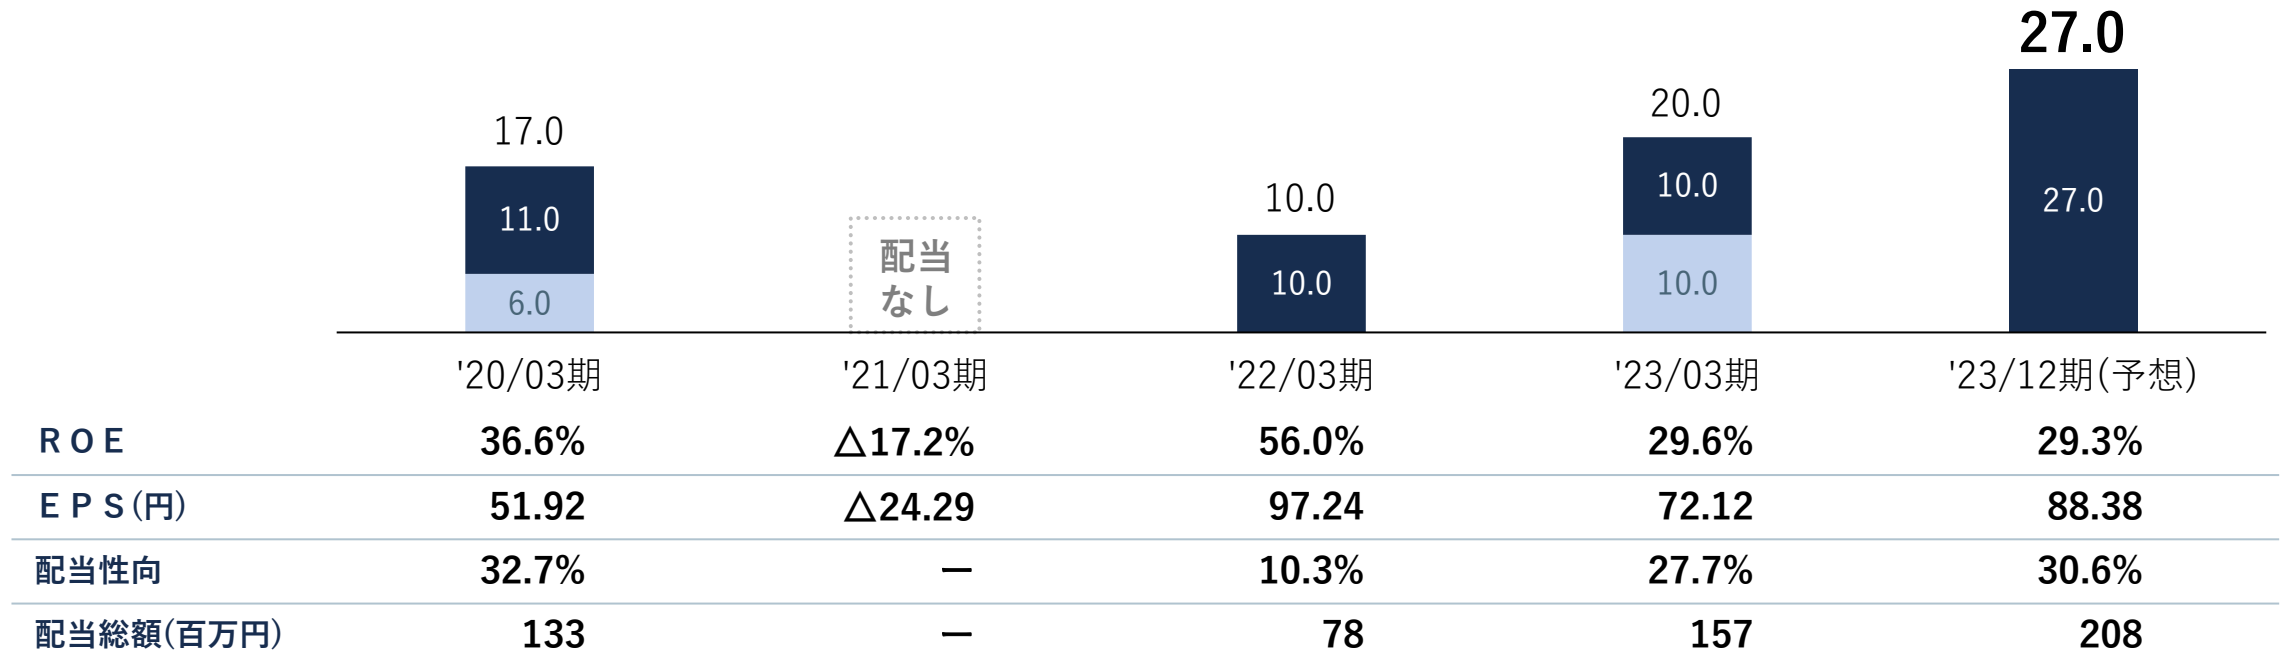 27.0
20.0
17.0
10.0
11.0
6.0
配当
なし
10.0
10.0
10.0
27.0
'20/03期 '21/03期 '22/03期 '23/03期 '23/12期(予想)
ＲＯＥ 36.6% △17.2% 56.0% 29.6% 29.3%
ＥＰＳ(円) 51.92 △24.29 97.24 72.12 88.38
配当性向 32.7% ー 10.3% 27.7% 30.6%
配当総額(百万円) 133 ー 78 157 208